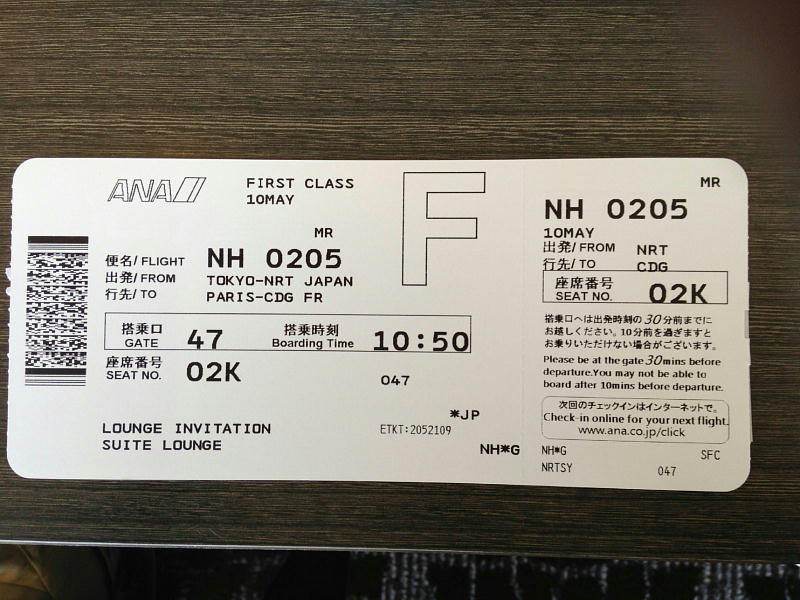 ANA
FIRST CLASS
10MAY
F
MR
便名/ FLIGHT NH 0205
出発/ FROM TOKYO-NRT JAPAN
行先/ TO PARIS-CDG FR
搭乗口 搭乗時刻
GATE 47 Boarding Time 10:50
座席番号
SEAT NO. 02K
047
*JP
LOUNGE INVITATION ETKT:2052109
SUITE LOUNGE
NH*G
MR
NH 0205
10MAY
出発/ FROM NRT
行先/ TO CDG
座席番号
SEAT NO. 02K
搭乗口へは出発時刻の30分前までに
お越しください。10分前を過ぎますと
お乗りいただけない場合がございます。
Please be at the gate 30mins before
departure.You may not be able to
board after 10mins before departure.
次回のチェックインはインターネットで。
Check-in online for your next flight.
www.ana.co.jp/click
NH*G SFC
NRTSY 047